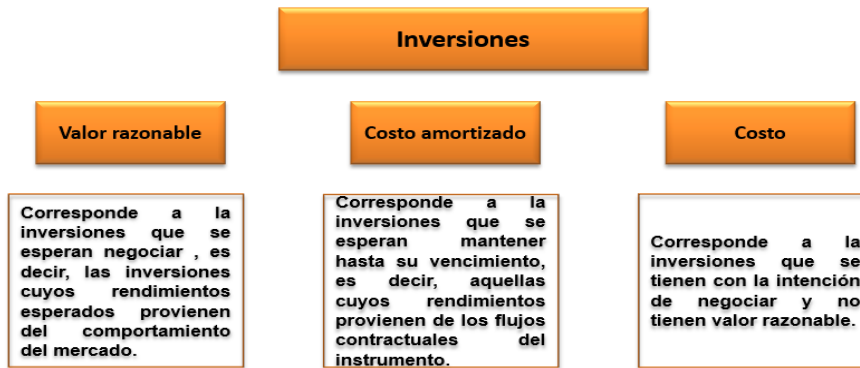 Inversiones
Valor razonable
Costo amortizado
Costo
Corresponde a la
inversiones que se
esperan negociar , es
decir, las inversiones
cuyos rendimientos
esperados provienen
del comportamiento
del mercado.
Corresponde a la
inversiones que se
esperan mantener
hasta su vencimiento,
es decir, aquellas
cuyos rendimientos
provienen de los flujos
contractuales del
instrumento.
Corresponde a la
inversiones que se
tienen con la intención
de negociar y no
tienen valor razonable.